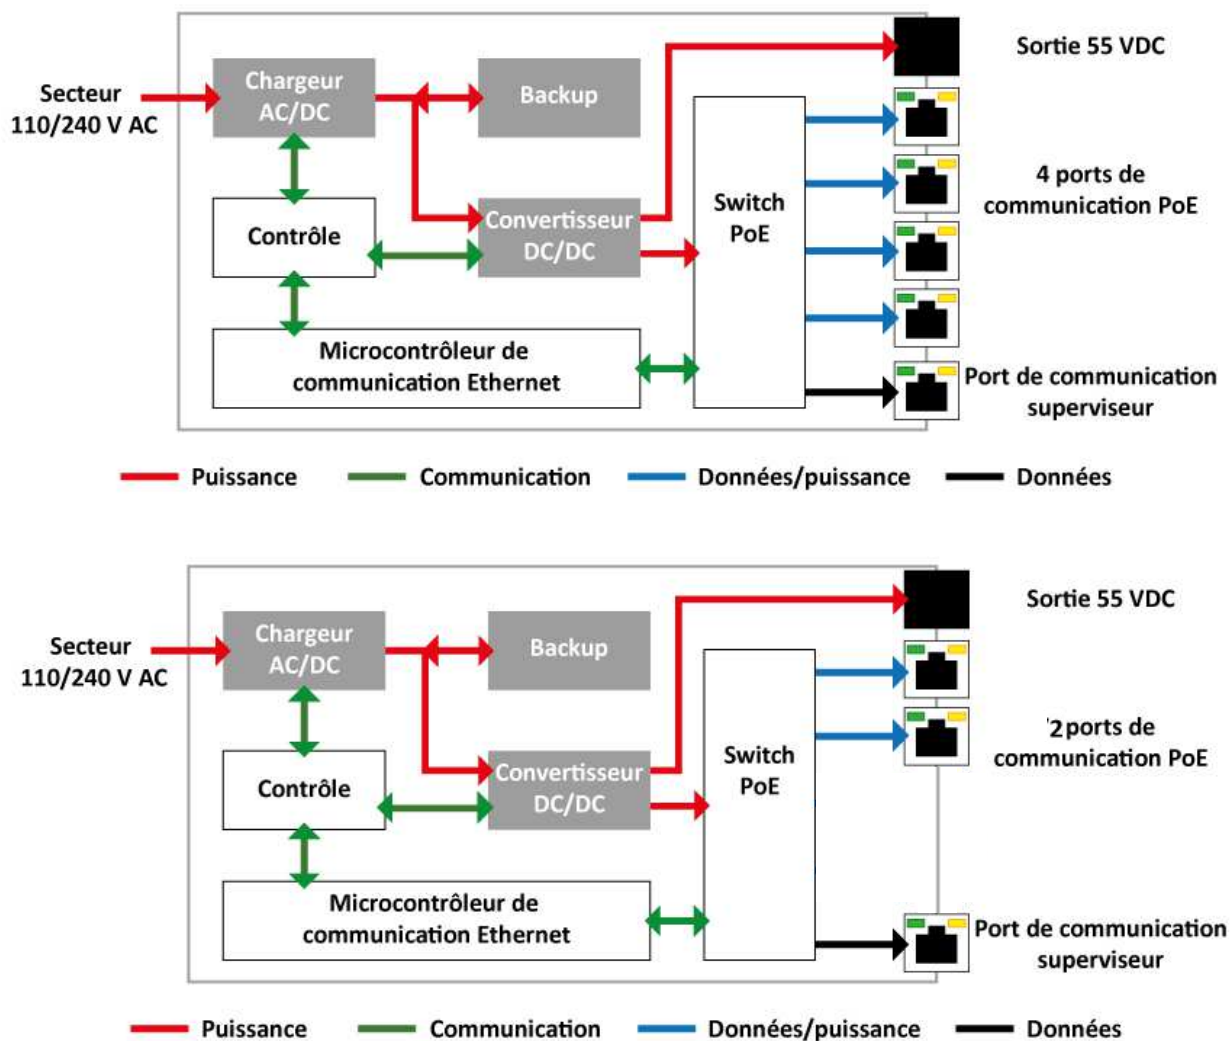 Sortie 55 VDC
Chargeur
AC/DC
Backup
Secteur
110/240 V AC
4 ports de
communication PoE
Switch
PoE
Contrôle
Convertisseur
DC/DC
Microcontrôleur de
communication Ethernet
Port de communication
superviseur
Puissance
Communication
Données/puissance
Données
Sortie 55 VDC
Chargeur
AC/DC
Backup
Secteur
110/240 V AC
2 ports de
communication PoE
Switch
PoE
Contrôle
Convertisseur
DC/DC
Microcontrôleur de
communication Ethernet
Port de communication
superviseur
Puissance
Communication
Données/puissance
Données